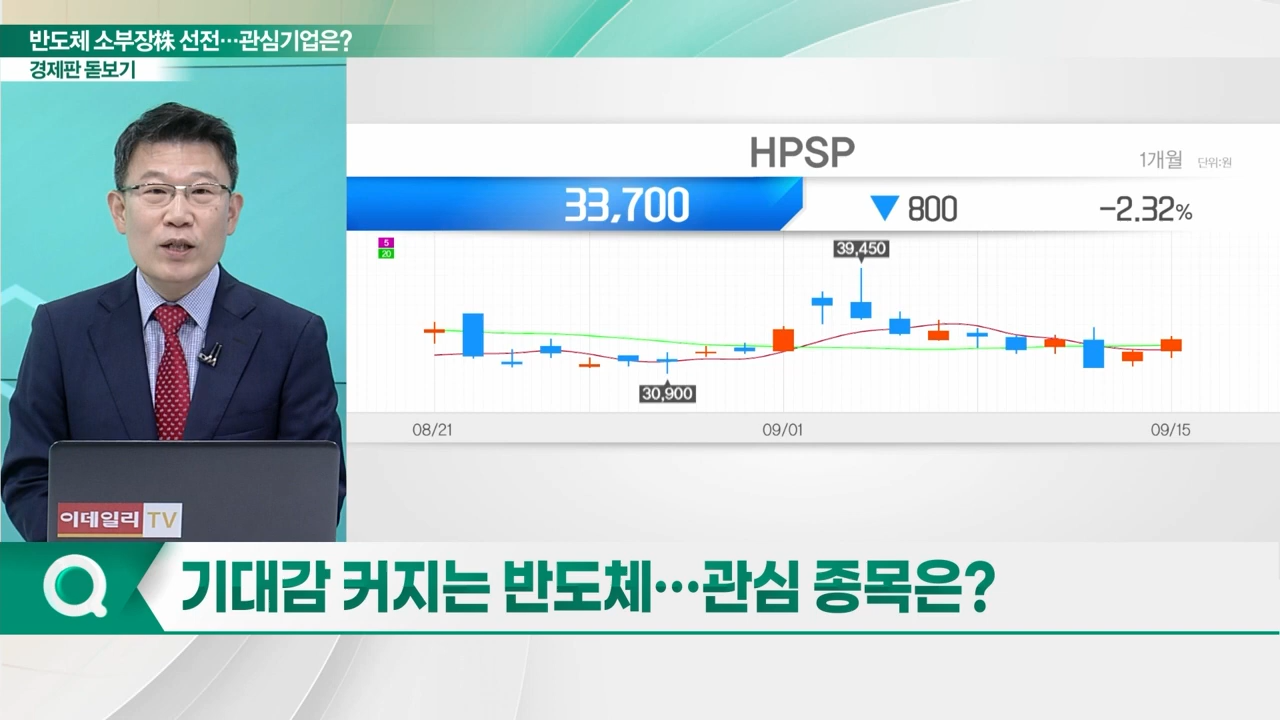 반도체 소부장株 선전…관심기업은?
경제판 돋보기
HPSP
1개월 단위:원
33,700 ▼ 800 -2.32%
5
20
39,450
30,900
08/21 09/01 09/15
이데일리 TV
기대감 커지는 반도체…관심 종목은?